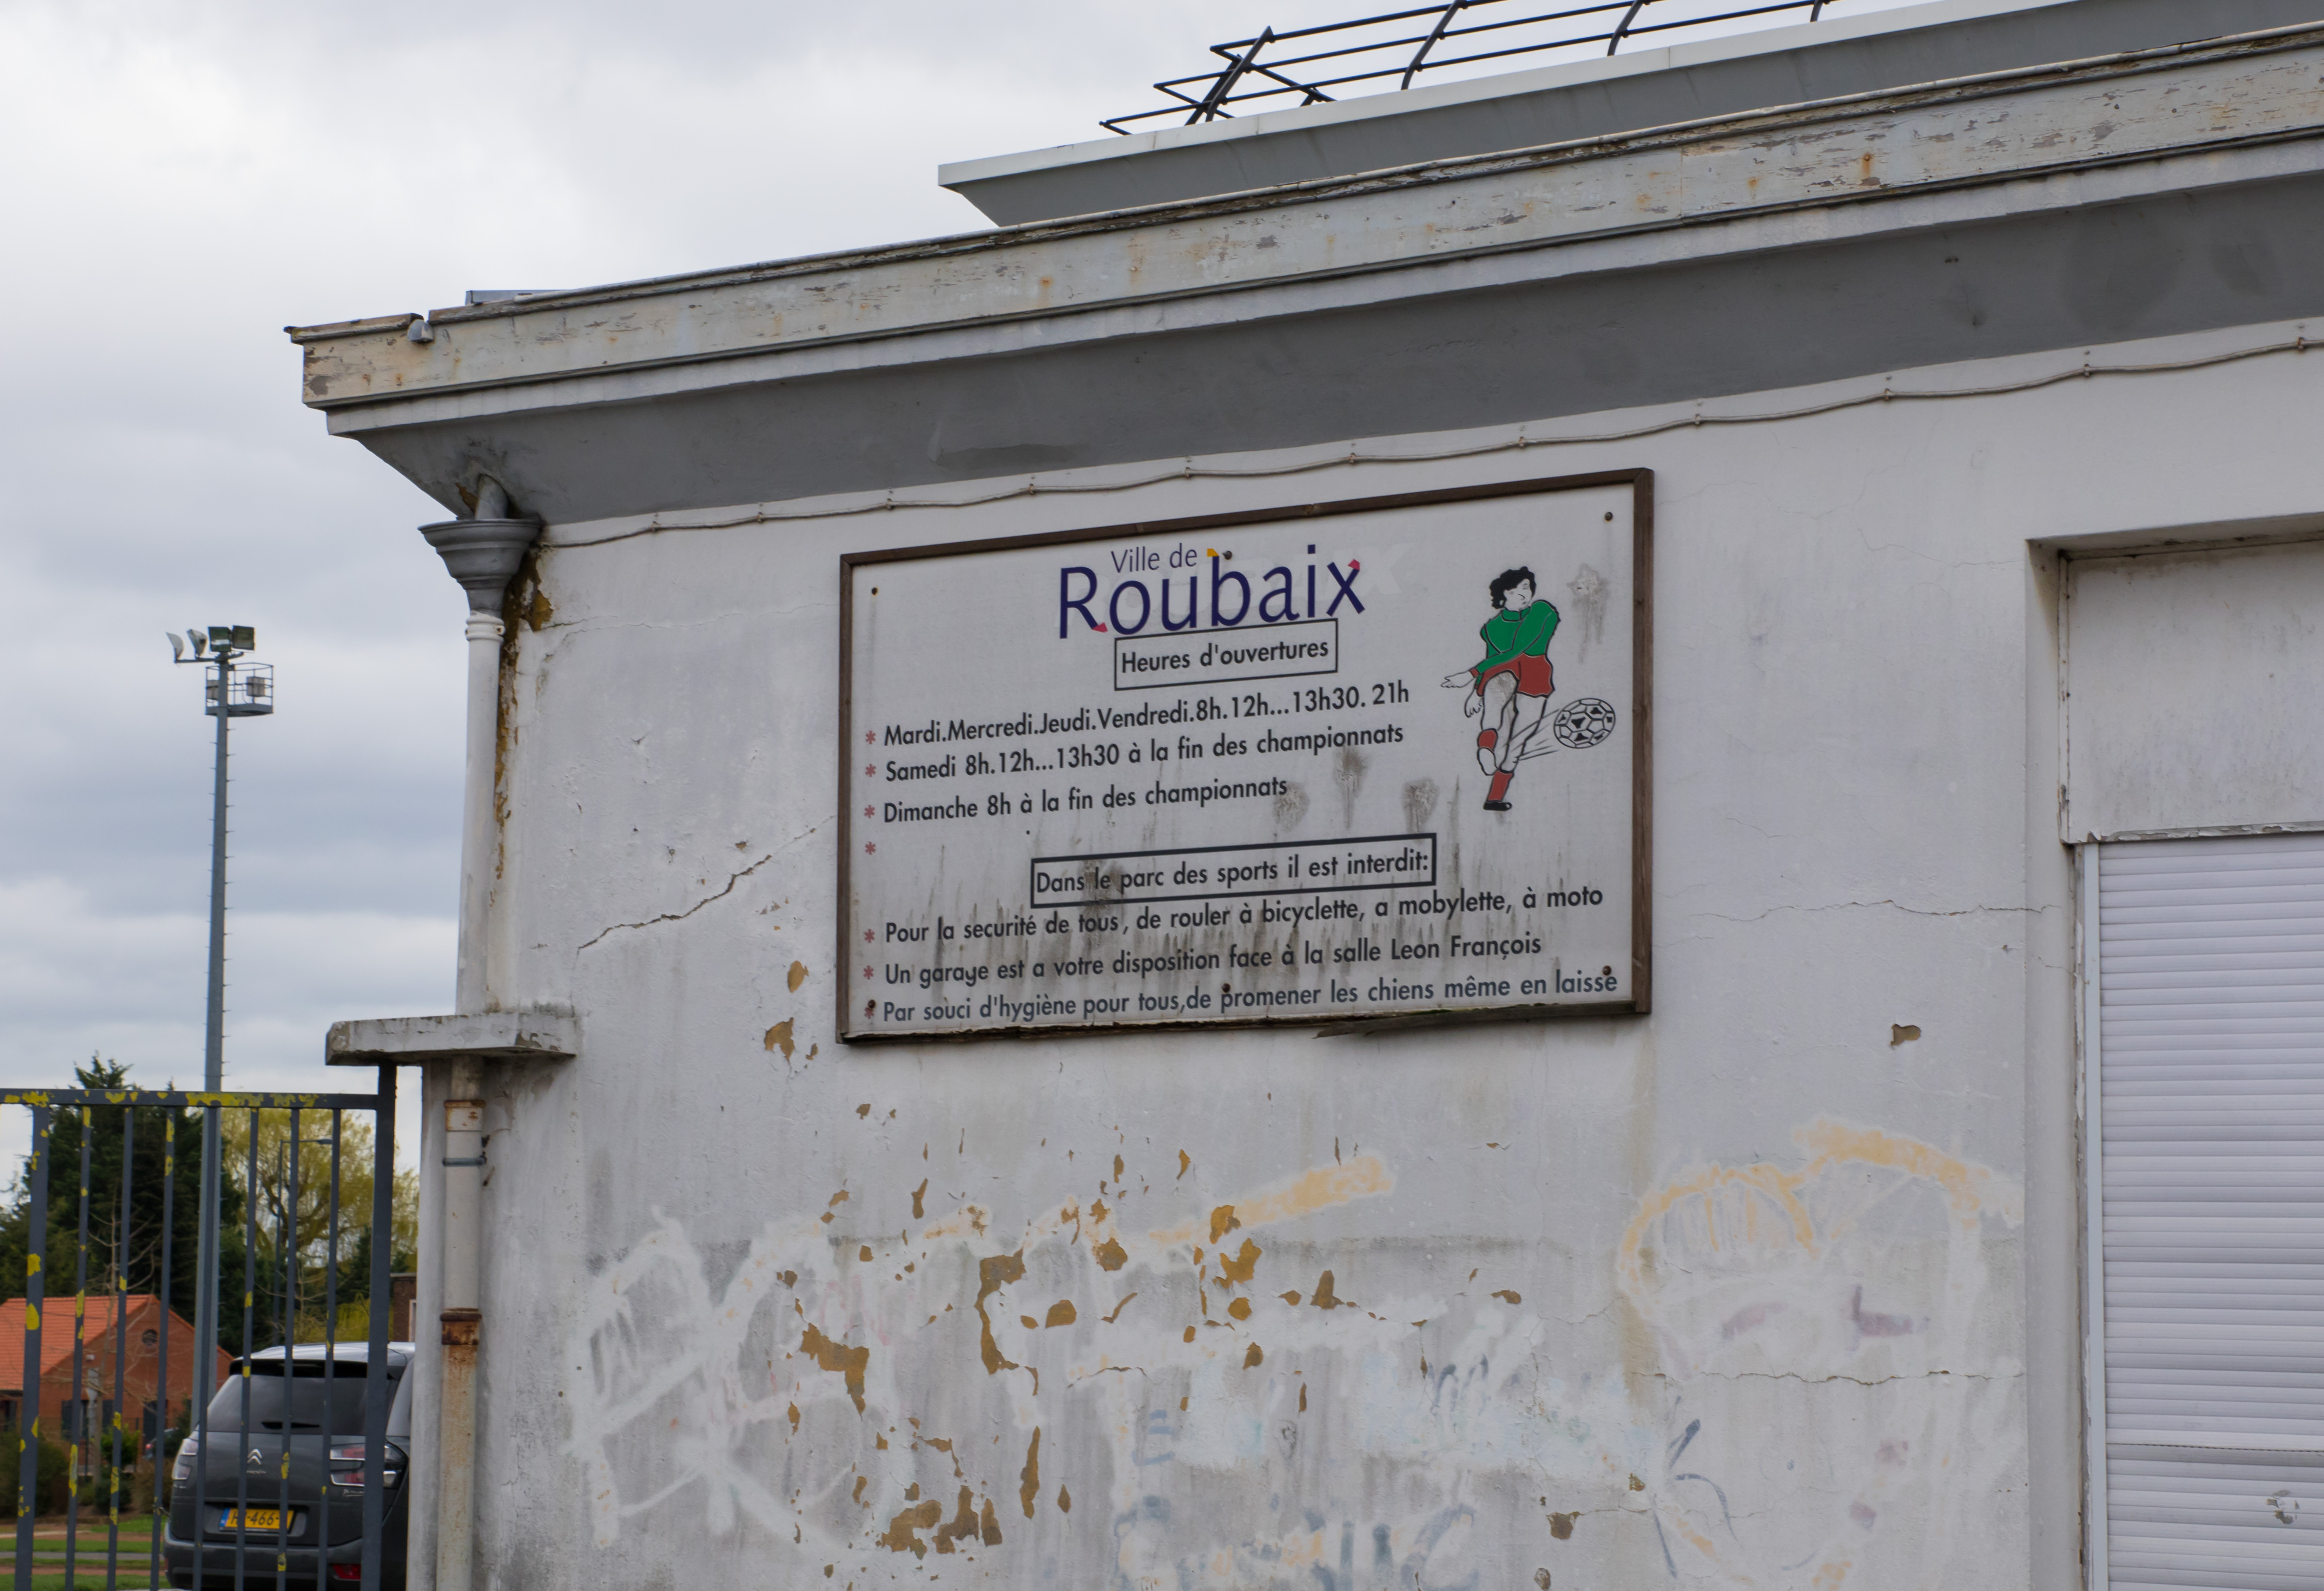 Ville de
Roubaix
Heures d'ouvertures
* Mardi.Mercredi.Jeudi.Vendredi.8h.12h...13h30. 21h
* Samedi 8h.12h...13h30 à la fin des championnats
* Dimanche 8h à la fin des championnats
*
Dans le parc des sports il est interdit:
* Pour la securité de tous, de rouler à bicyclette, a mobylette, à moto
* Un garage est a votre disposition face à la salle Leon François
* Par souci d'hygiène pour tous,de promener les chiens même en laisse